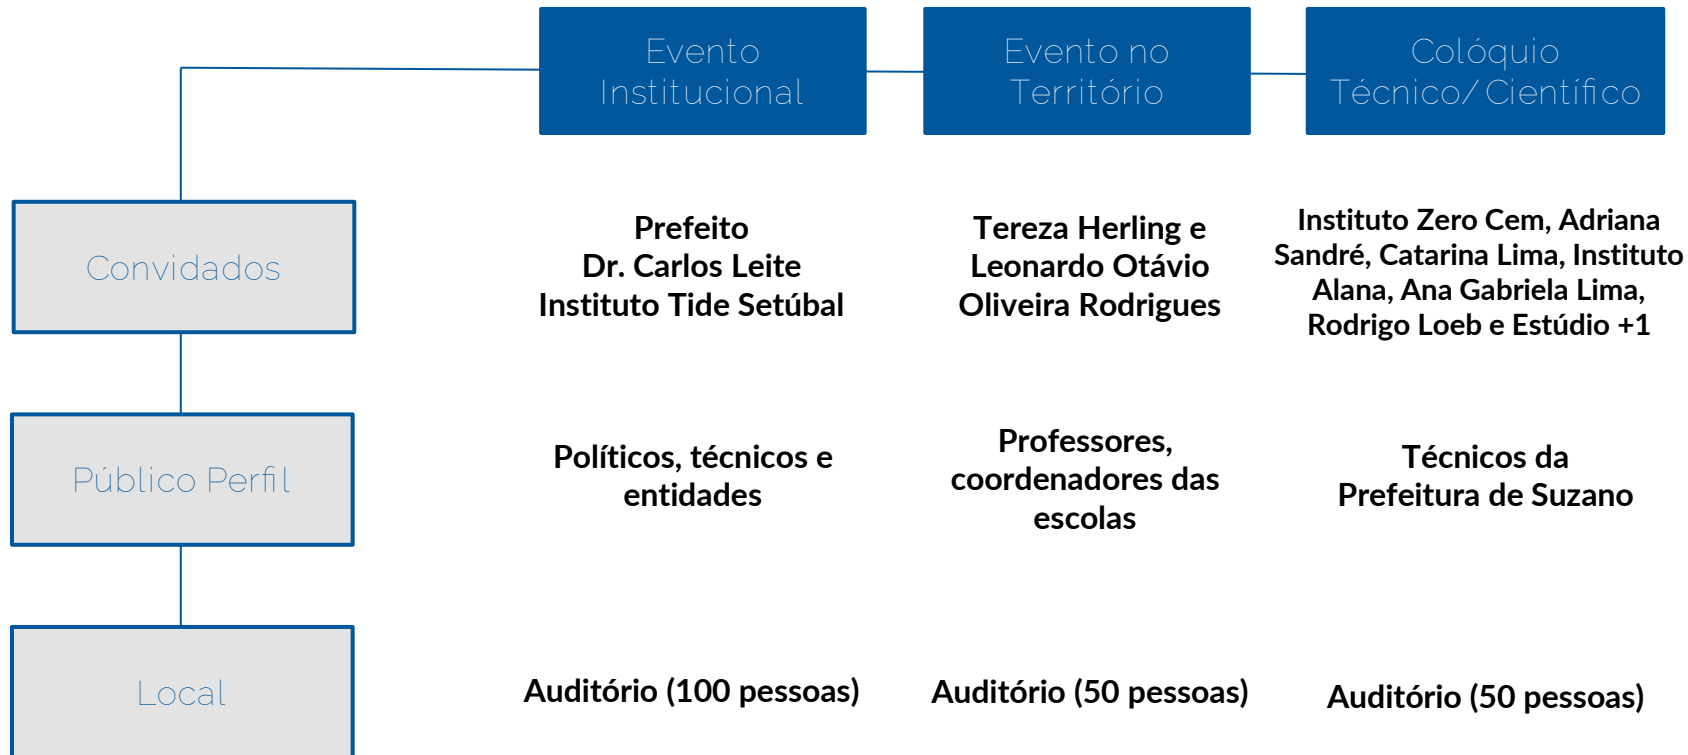 Evento
Institucional
Evento no
Território
Colóquio
Técnico/Científico
Convidados
Prefeito
Dr. Carlos Leite
Instituto Tide Setúbal
Tereza Herling e
Leonardo Otávio
Oliveira Rodrigues
Instituto Zero Cem, Adriana
Sandré, Catarina Lima, Instituto
Alana, Ana Gabriela Lima,
Rodrigo Loeb e Estúdio +1
Público Perfil
Políticos, técnicos e
entidades
Professores,
coordenadores das
escolas
Técnicos da
Prefeitura de Suzano
Local
Auditório (100 pessoas)
Auditório (50 pessoas)
Auditório (50 pessoas)